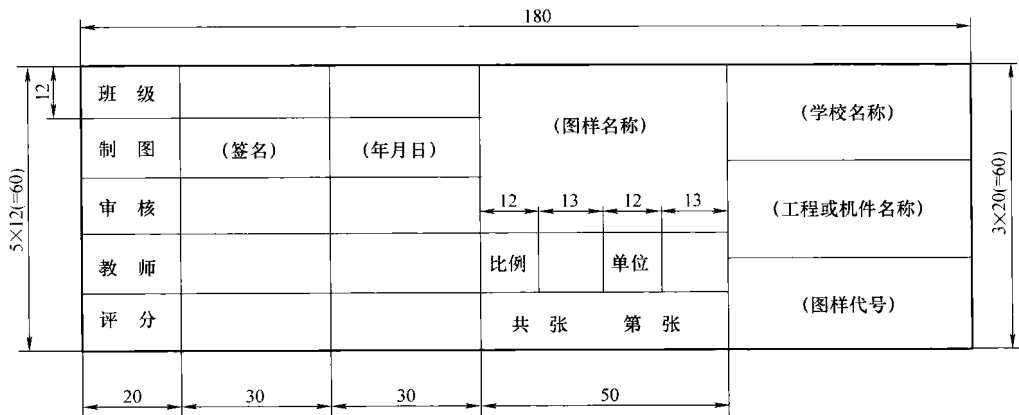 180
12
班 级
(图样名称)
(学校名称)
制 图
(签名)
(年月日)
5×12(=60)
审 核
12
13
12
13
(工程或机件名称)
3×20(=60)
教 师
比例
单位
评 分
共 张
第 张
(图样代号)
20
30
30
50